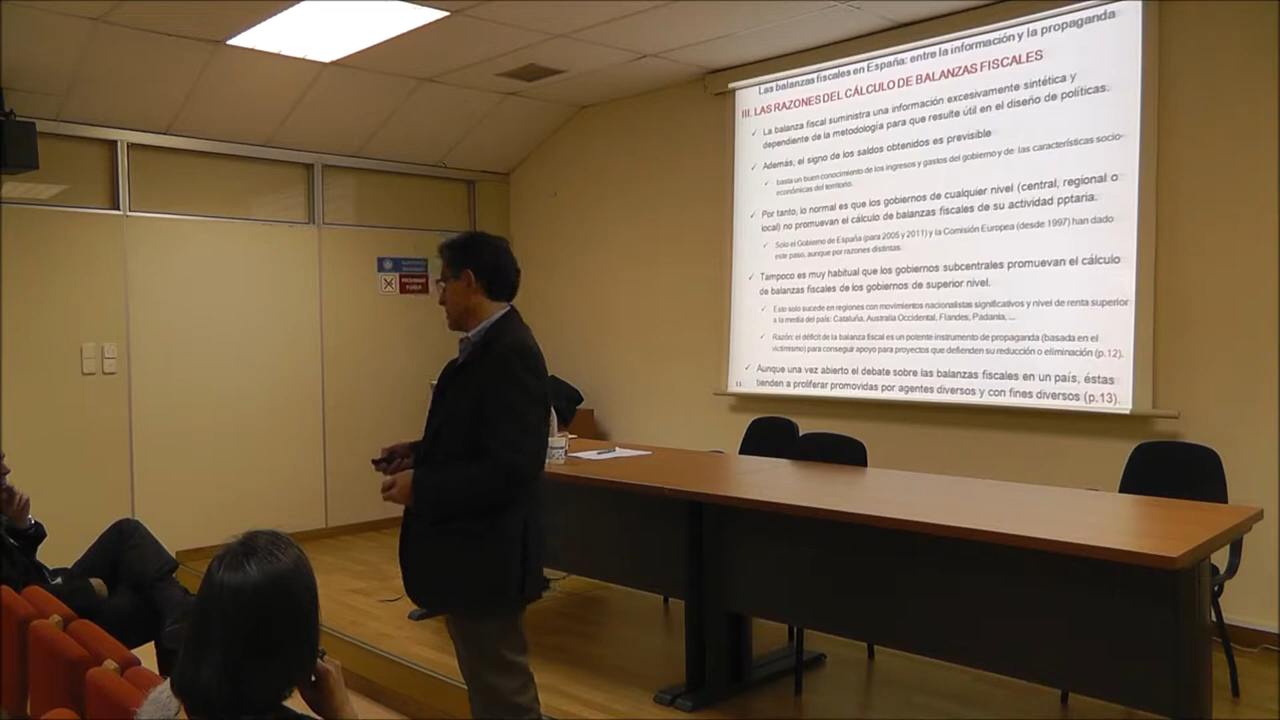 Las balanzas fiscales en España: entre la información y la propaganda
III. LAS RAZONES DEL CÁLCULO DE BALANZAS FISCALES
✓ La balanza fiscal suministra una información excesivamente sintética y
dependiente de la metodología para que resulte útil en el diseño de políticas.
✓ Además, el signo de los saldos obtenidos es previsible
✓ basta un buen conocimiento de los ingresos y gastos del gobierno y de las características socio-
económicas del territorio.
✓ Por tanto, lo normal es que los gobiernos de cualquier nivel (central, regional o
local) no promuevan el cálculo de balanzas fiscales de su actividad pptaria.
✓ Solo el Gobierno de España (para 2005 y 2011) y la Comisión Europea (desde 1997) han dado
este paso, aunque por razones distintas.
✓ Tampoco es muy habitual que los gobiernos subcentrales promuevan el cálculo
de balanzas fiscales de los gobiernos de superior nivel.
✓ Esto solo sucede en regiones con movimientos nacionalistas significativos y nivel de renta superior
a la media del país: Cataluña, Australia Occidental, Flandes, Padania, ...
✓ Razón: el déficit de la balanza fiscal es un potente instrumento de propaganda (basada en el
victimismo) para conseguir apoyo para proyectos que defienden su reducción o eliminación (p.12).
✓ Aunque una vez abierto el debate sobre las balanzas fiscales en un país, éstas
tienden a proliferar promovidas por agentes diversos y con fines diversos (p.13).